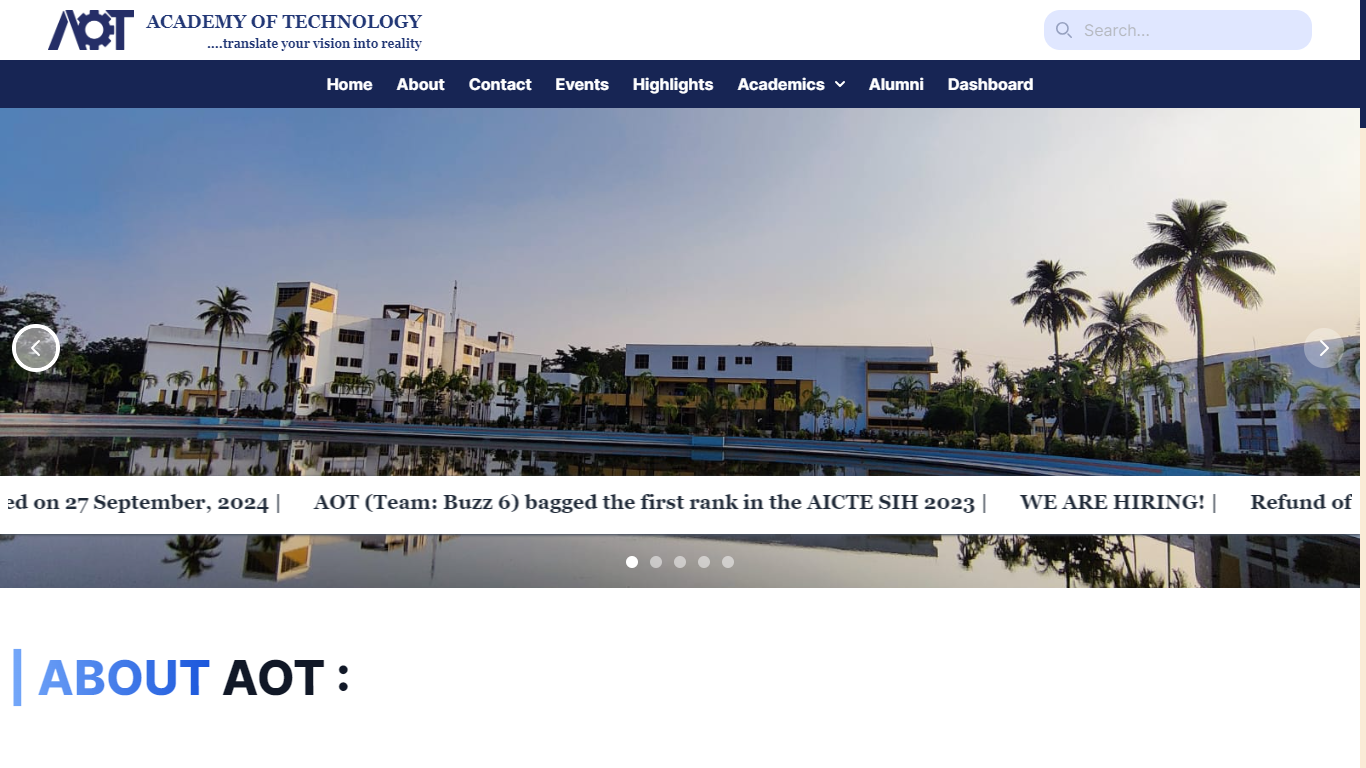 AOT ACADEMY OF TECHNOLOGY
....translate your vision into reality
Search...
Home About Contact Events Highlights Academics Alumni Dashboard
ed on 27 September, 2024 | AOT (Team: Buzz 6) bagged the first rank in the AICTE SIH 2023 | WE ARE HIRING! | Refund of
ABOUT AOT :